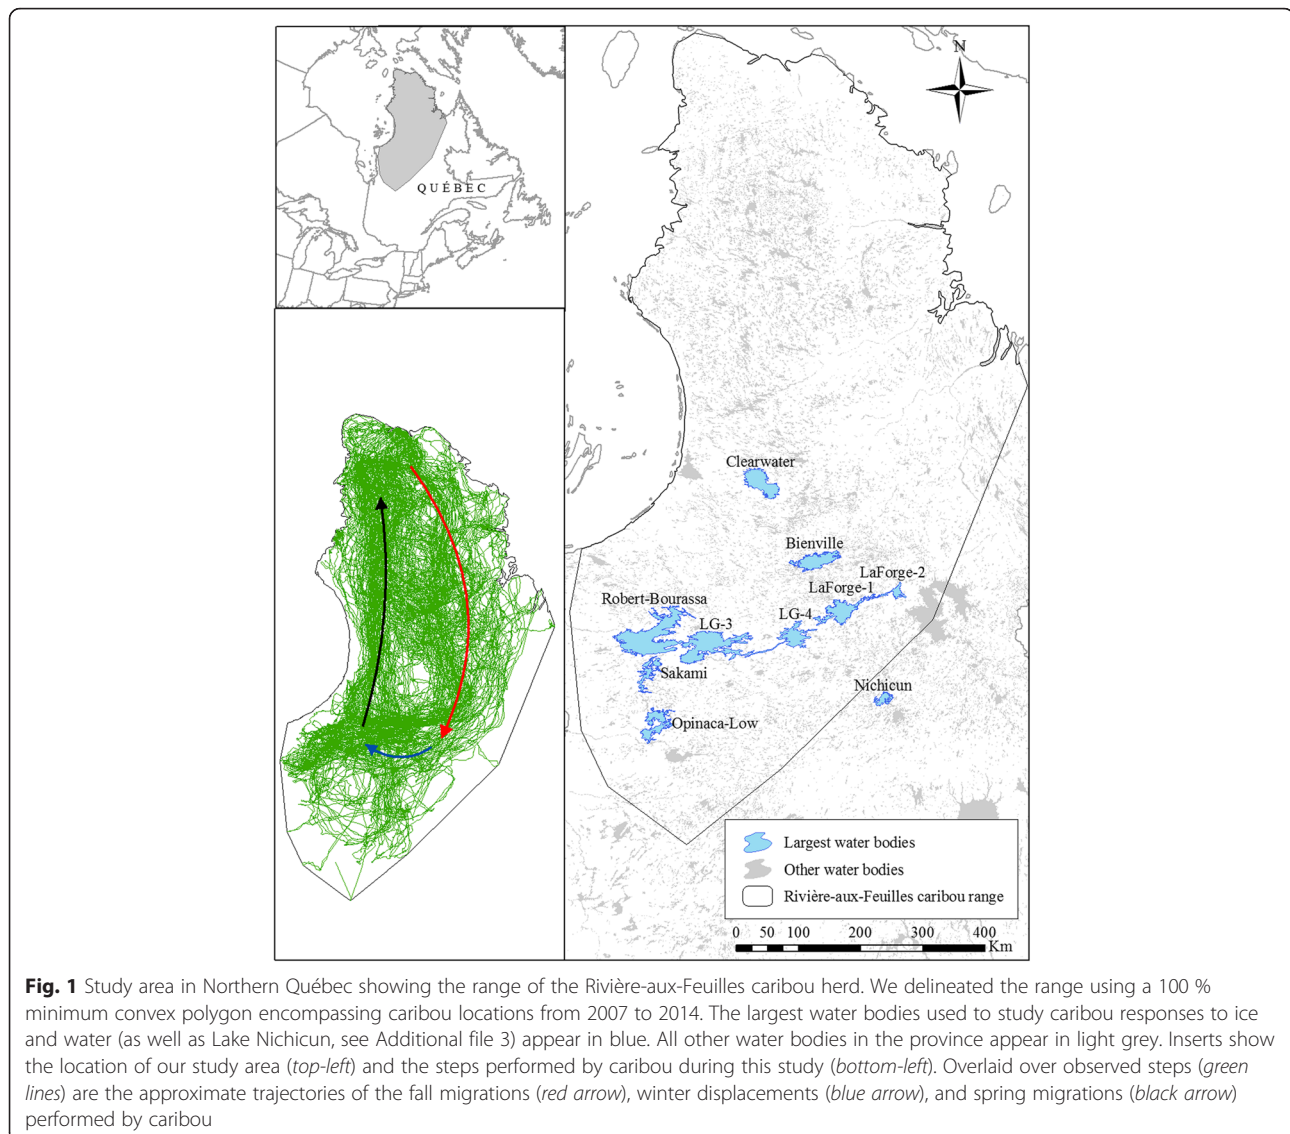 QUÉBEC
N
Clearwater
Bienville
LaForge-2
LaForge-1
Robert-Bourassa
LG-3
LG-4
Sakami
Nichicun
Opinaca-Low
Largest water bodies
Other water bodies
Rivière-aux-Feuilles caribou range
0 50 100 200 300 400
Km
Fig. 1 Study area in Northern Québec showing the range of the Rivière-aux-Feuilles caribou herd. We delineated the range using a 100 %
minimum convex polygon encompassing caribou locations from 2007 to 2014. The largest water bodies used to study caribou responses to ice
and water (as well as Lake Nichicun, see Additional file 3) appear in blue. All other water bodies in the province appear in light grey. Inserts show
the location of our study area (top-left) and the steps performed by caribou during this study (bottom-left). Overlaid over observed steps (green
lines) are the approximate trajectories of the fall migrations (red arrow), winter displacements (blue arrow), and spring migrations (black arrow)
performed by caribou